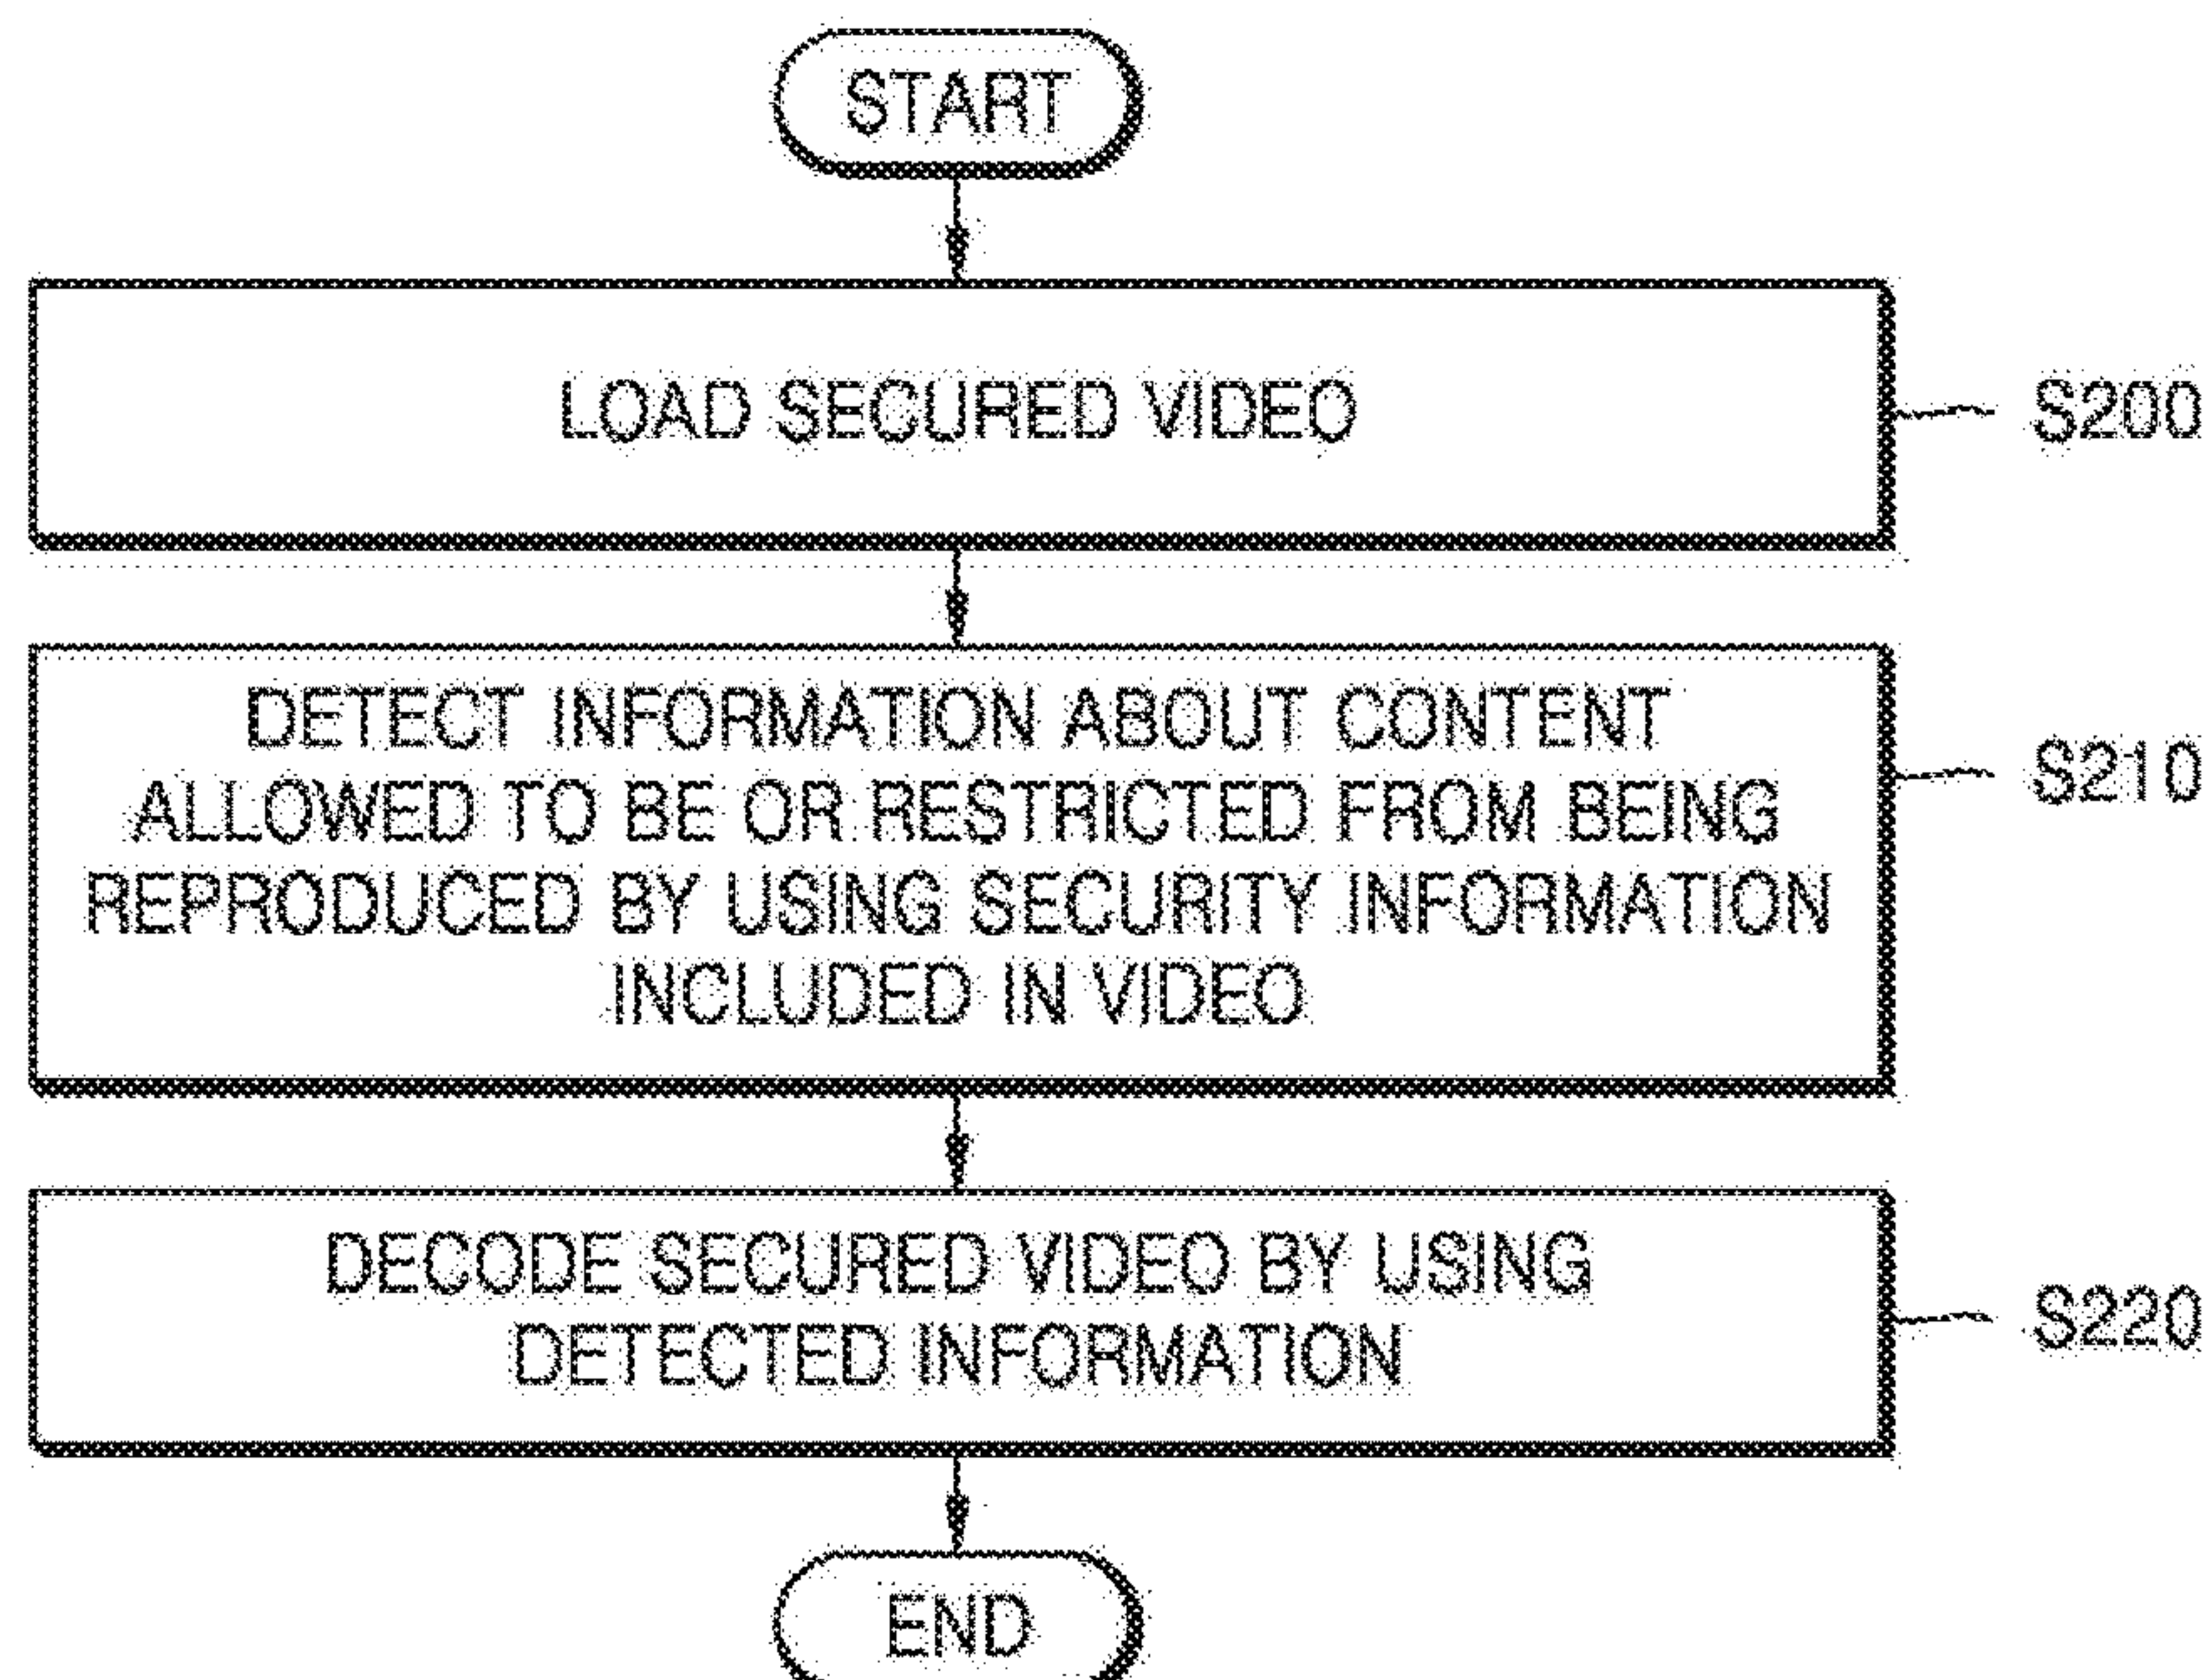 START
LOAD SECURED VIDEO
S200
DETECT INFORMATION ABOUT CONTENT
ALLOWED TO BE OR RESTRICTED FROM BEING
REPRODUCED BY USING SECURITY INFORMATION
INCLUDED IN VIDEO
S210
DECODE SECURED VIDEO BY USING
DETECTED INFORMATION
S220
END